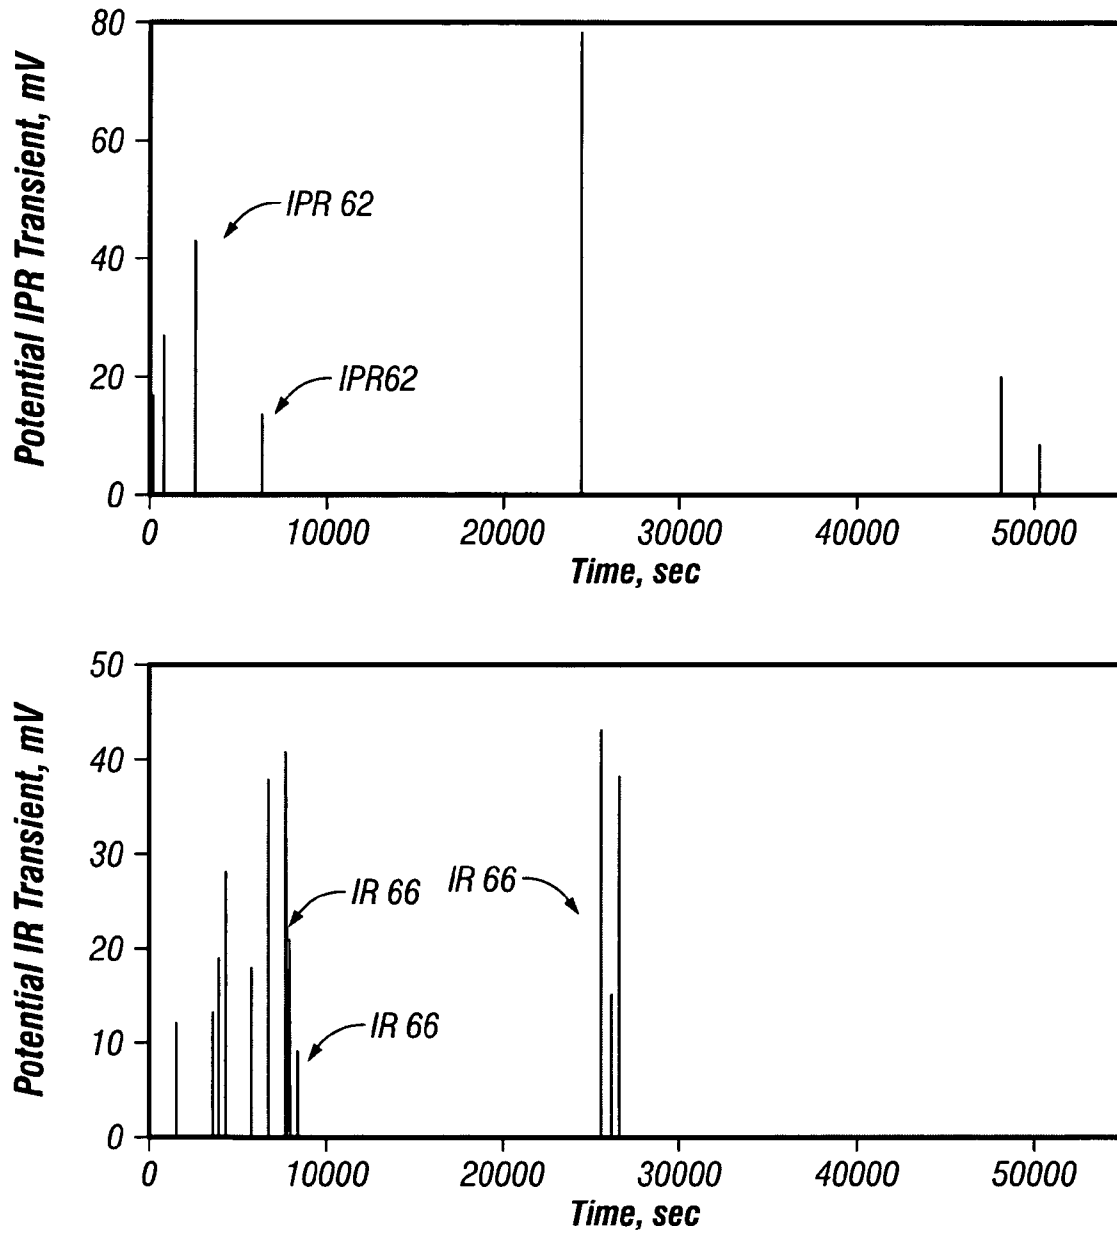 Potential IPR Transient, mV
80
60
40
20
0
IPR 62
IPR62
0 10000 20000 30000 40000 50000
Time, sec
Potential IR Transient, mV
50
40
30
20
10
0
IR 66
IR 66
IR 66
0 10000 20000 30000 40000 50000
Time, sec